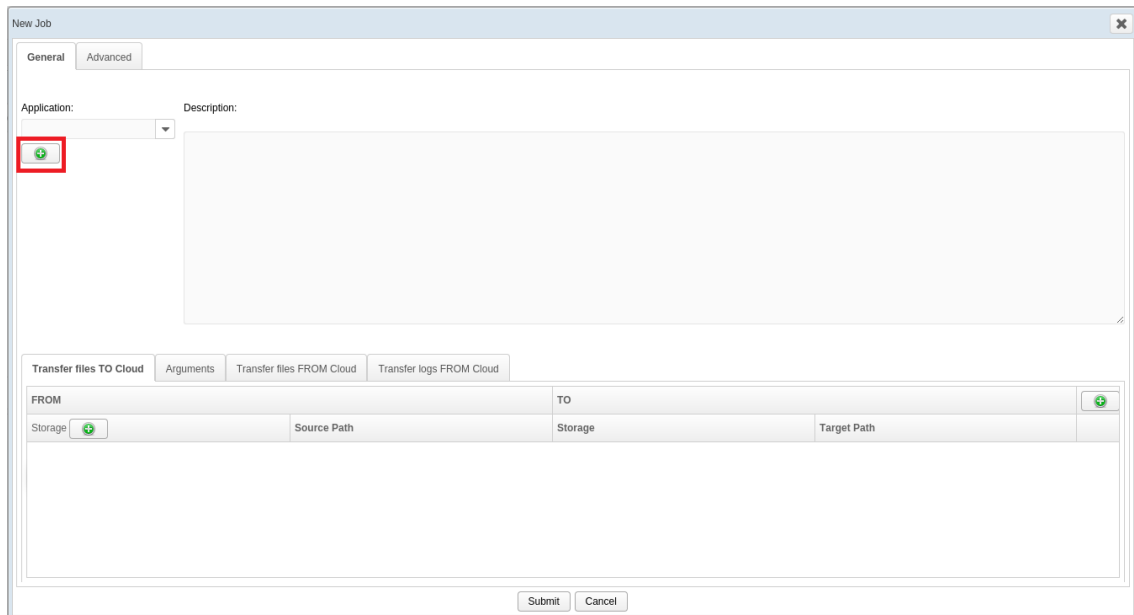 New Job
General Advanced
Application: Description:
Transfer files TO Cloud Arguments Transfer files FROM Cloud Transfer logs FROM Cloud
FROM TO
Storage Source Path Storage Target Path
Submit Cancel